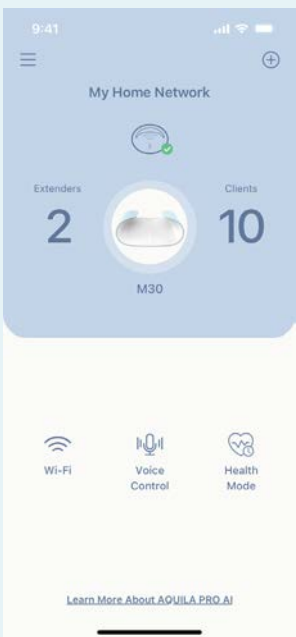 9:41
My Home Network
Extenders
Clients
2
10
M30
Wi-Fi
Voice
Control
Health
Mode
Learn More About AQUILA PRO AI